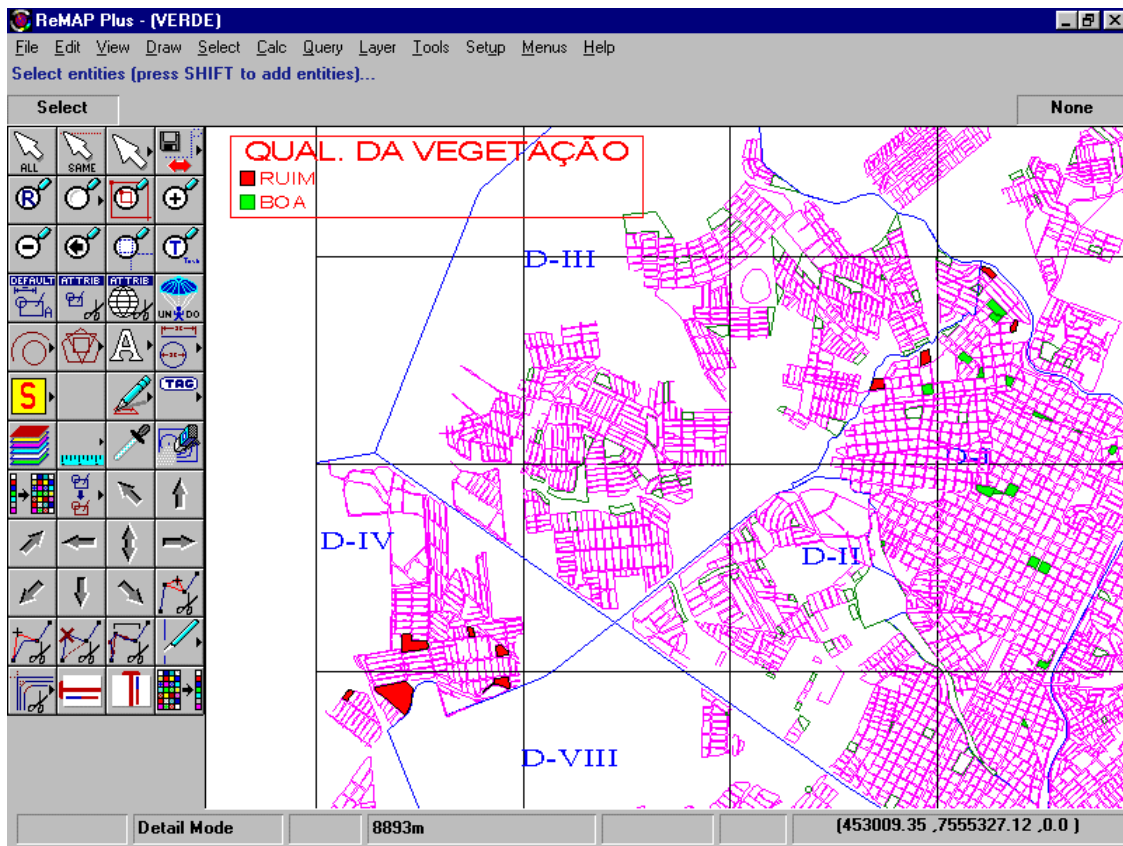 ReMAP Plus - (VERDE)
File Edit View Draw Select Calc Query Layer Tools Setup Menus Help
Select entities (press SHIFT to add entities)...
Select
None
ALL
SAME
R
T
DEFAULT
A
ATTRIB
ATTRIB
UN DO
A
S
TAG
QUAL. DA VEGETAÇÃO
RUIM
BOA
D-III
D-I
D-IV
D-II
D-VIII
Detail Mode
8893m
(453009.35 ,7555327.12 ,0.0 )